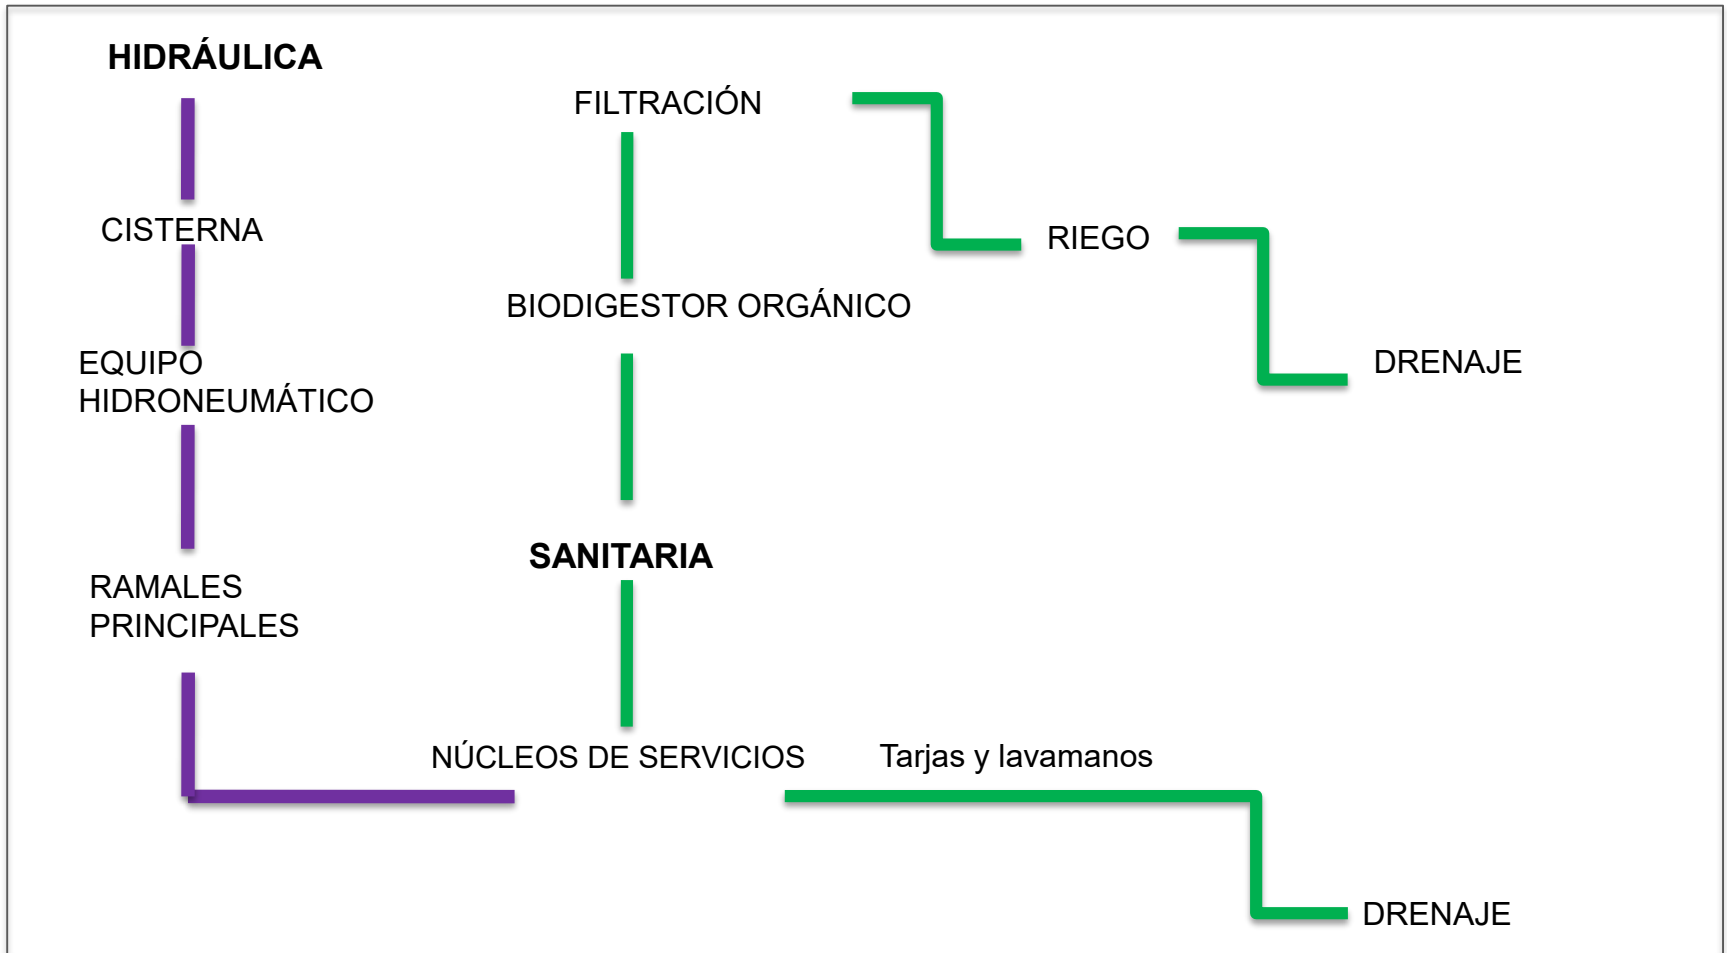 HIDRÁULICA
CISTERNA
EQUIPO
HIDRONEUMÁTICO
RAMALES
PRINCIPALES
FILTRACIÓN
BIODIGESTOR ORGÁNICO
SANITARIA
NÚCLEOS DE SERVICIOS
Tarjas y lavamanos
RIEGO
DRENAJE
DRENAJE